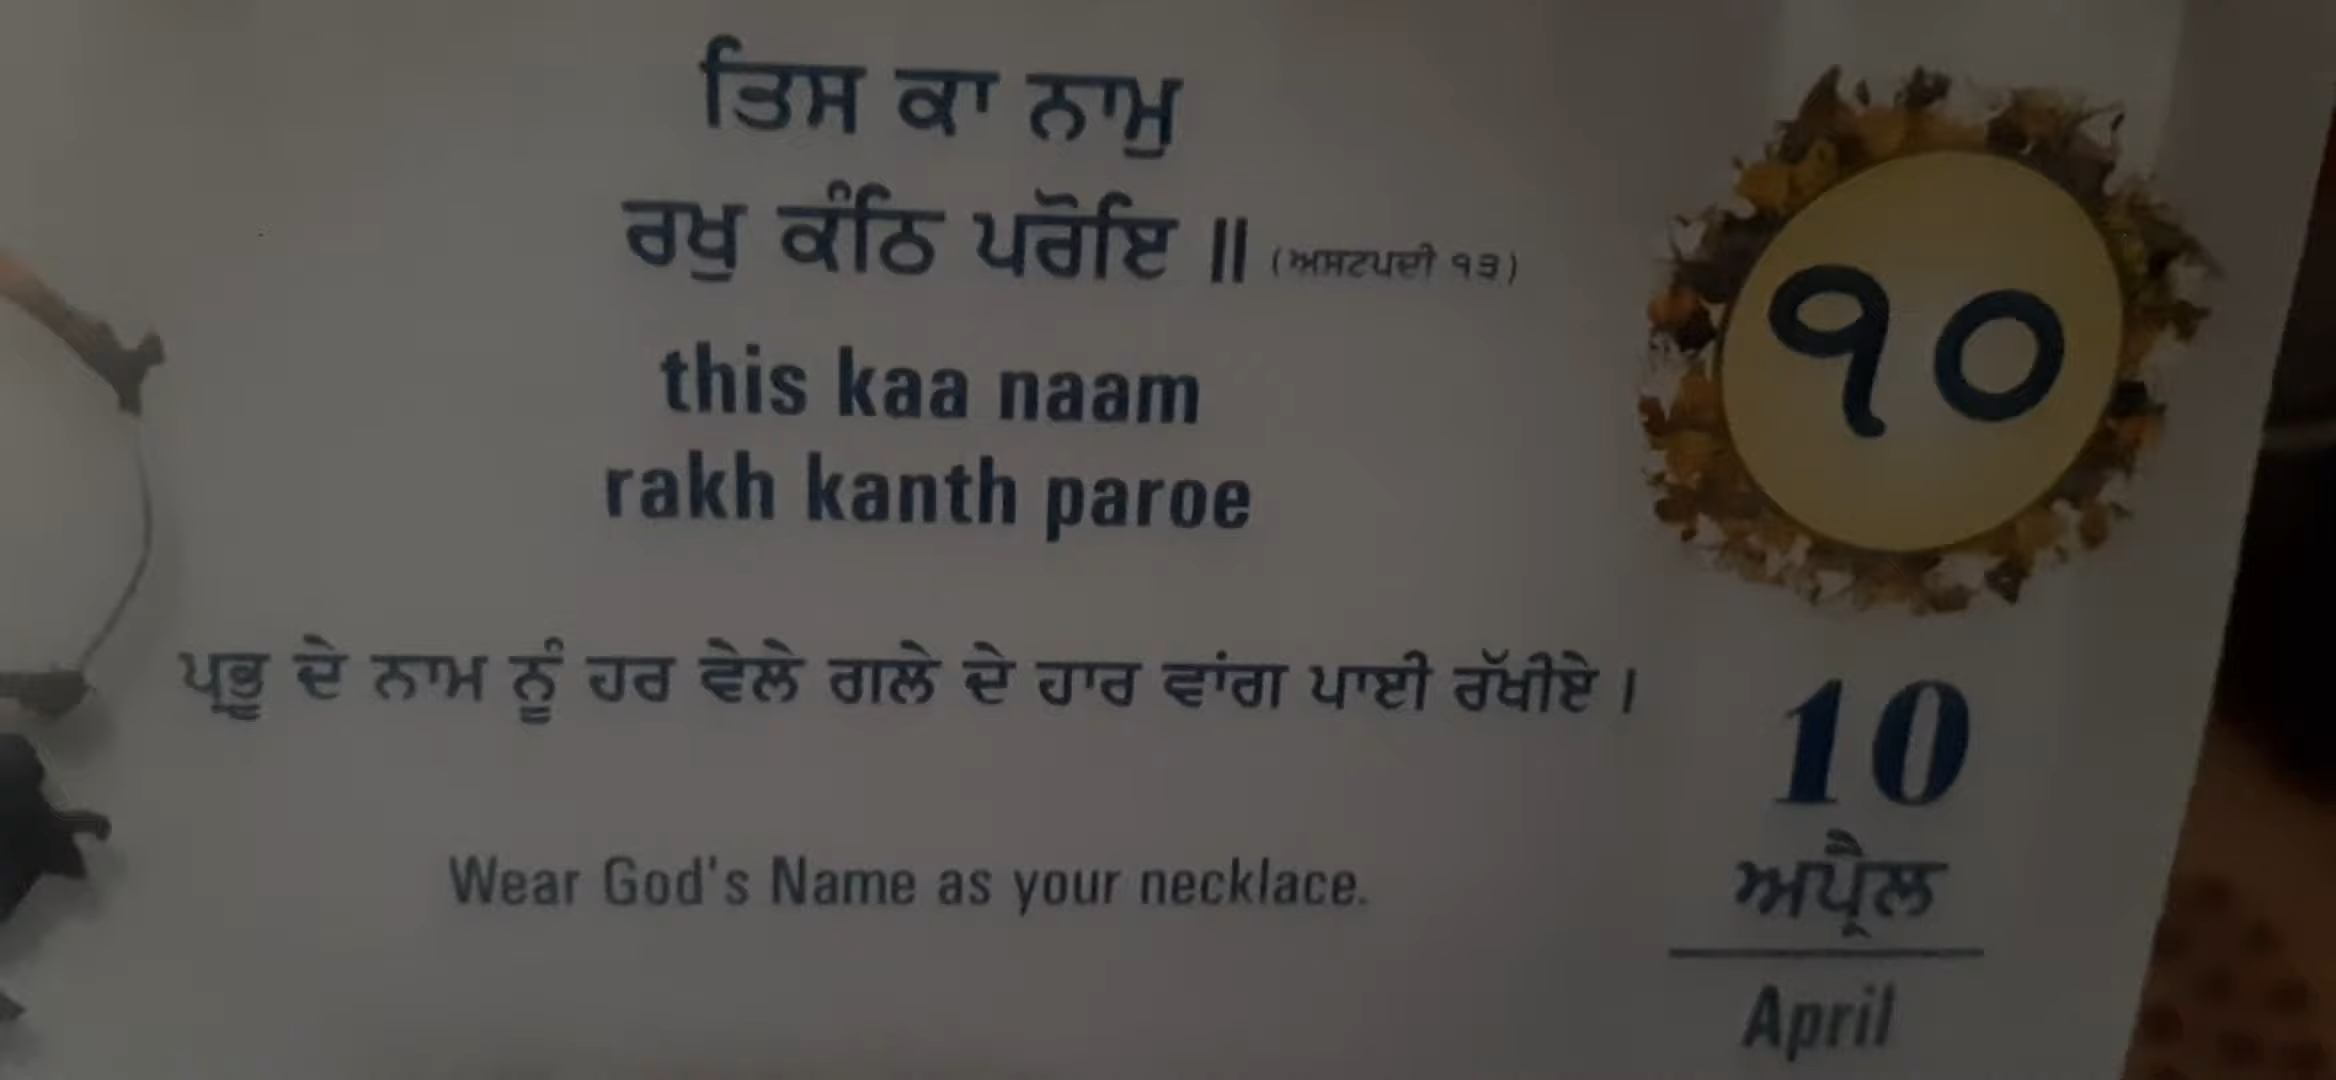 ਤਿਸ ਕਾ ਨਾਮੁ
ਰਖੁ ਕੰਠਿ ਪਰੋਇ ॥ (ਅਸਟਪਦੀ ੧੩)
this kaa naam
rakh kanth paroe
ਪ੍ਰਭੂ ਦੇ ਨਾਮ ਨੂੰ ਹਰ ਵੇਲੇ ਗਲੇ ਦੇ ਹਾਰ ਵਾਂਗ ਪਾਈ ਰੱਖੀਏ ।
Wear God's Name as your necklace.
੧੦
10
ਅਪ੍ਰੈਲ
April